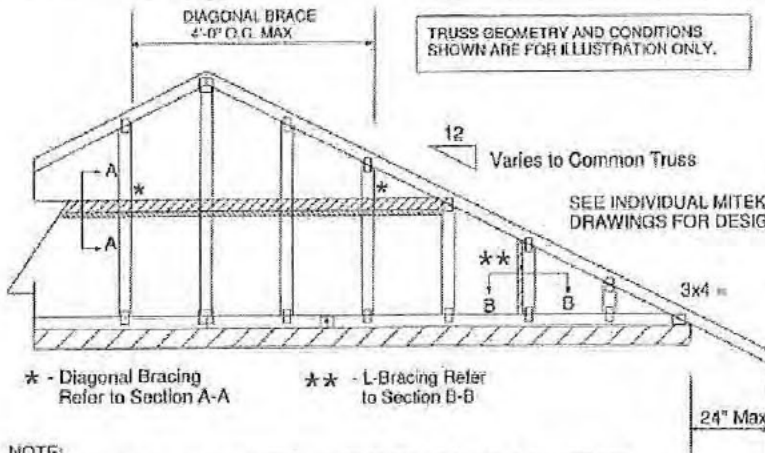 DIAGONAL BRACE
4'-0" O.C. MAX
TRUSS GEOMETRY AND CONDITIONS
SHOWN ARE FOR ILLUSTRATION ONLY.
12
Varies to Common Truss
A
*
*
SEE INDIVIDUAL MITEK
DRAWINGS FOR DESIG
A
**
B
B
3x4 =
* - Diagonal Bracing
Refer to Section A-A
** - L-Bracing Refer
to Section B-B
24" Max
NOTE: